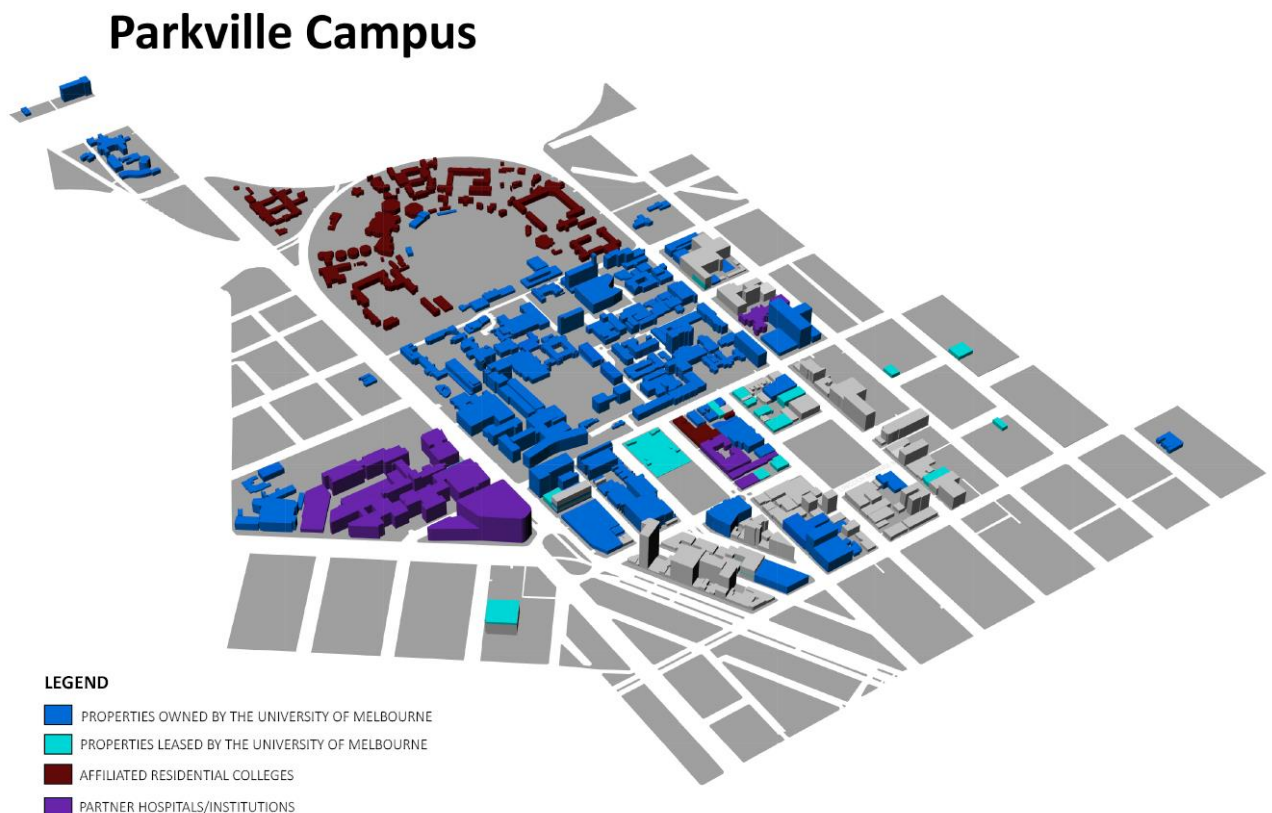 Parkville Campus
LEGEND
PROPERTIES OWNED BY THE UNIVERSITY OF MELBOURNE
PROPERTIES LEASED BY THE UNIVERSITY OF MELBOURNE
AFFILIATED RESIDENTIAL COLLEGES
PARTNER HOSPITALS/INSTITUTIONS